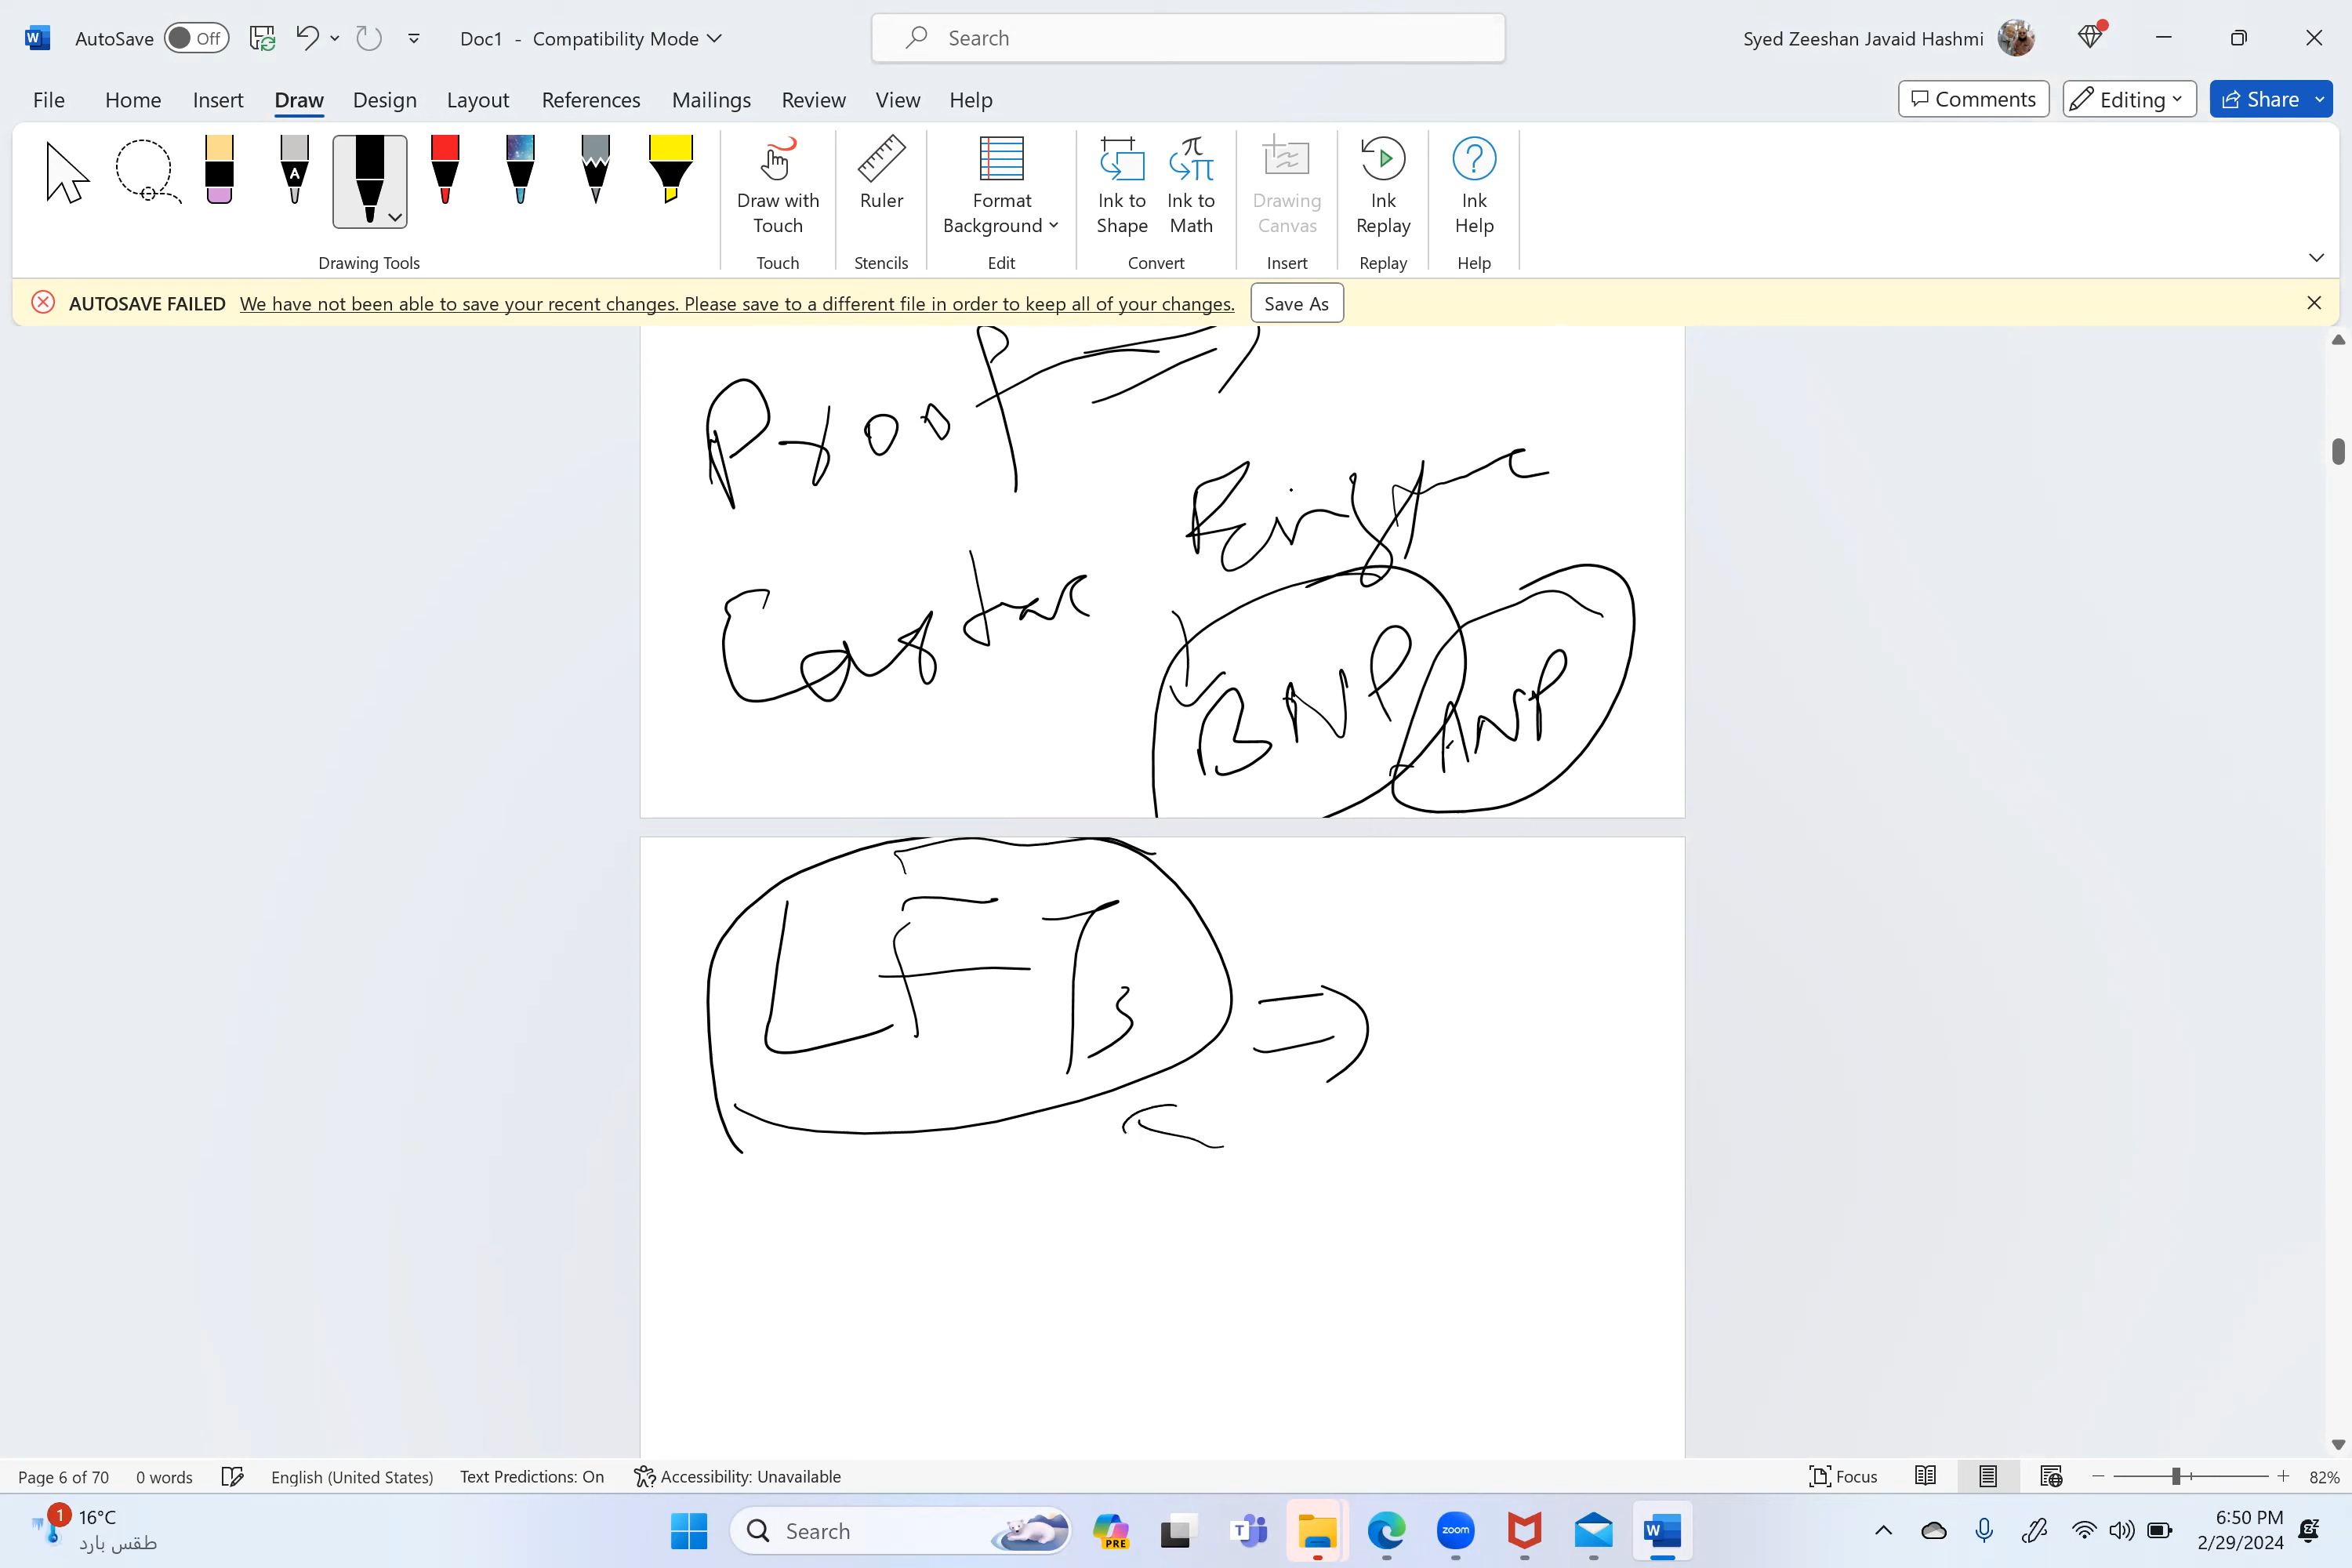 AutoSave Off Doc1 - Compatibility Mode Search Syed Zeeshan Javaid Hashmi
File Home Insert Draw Design Layout References Mailings Review View Help Comments Editing Share
A
Draw with Touch
Ruler
Format Background
Ink to Shape
Ink to Math
Drawing Canvas
Ink Replay
Ink Help
Drawing Tools Touch Stencils Edit Convert Insert Replay Help
AUTOSAVE FAILED We have not been able to save your recent changes. Please save to a different file in order to keep all of your changes. Save As
Proof
BNP ANP
LFTs
Page 6 of 70 0 words English (United States) Text Predictions: On Accessibility: Unavailable Focus 82%
1 16°C
طقس بارد
Search PRE zoom
6:50 PM
2/29/2024